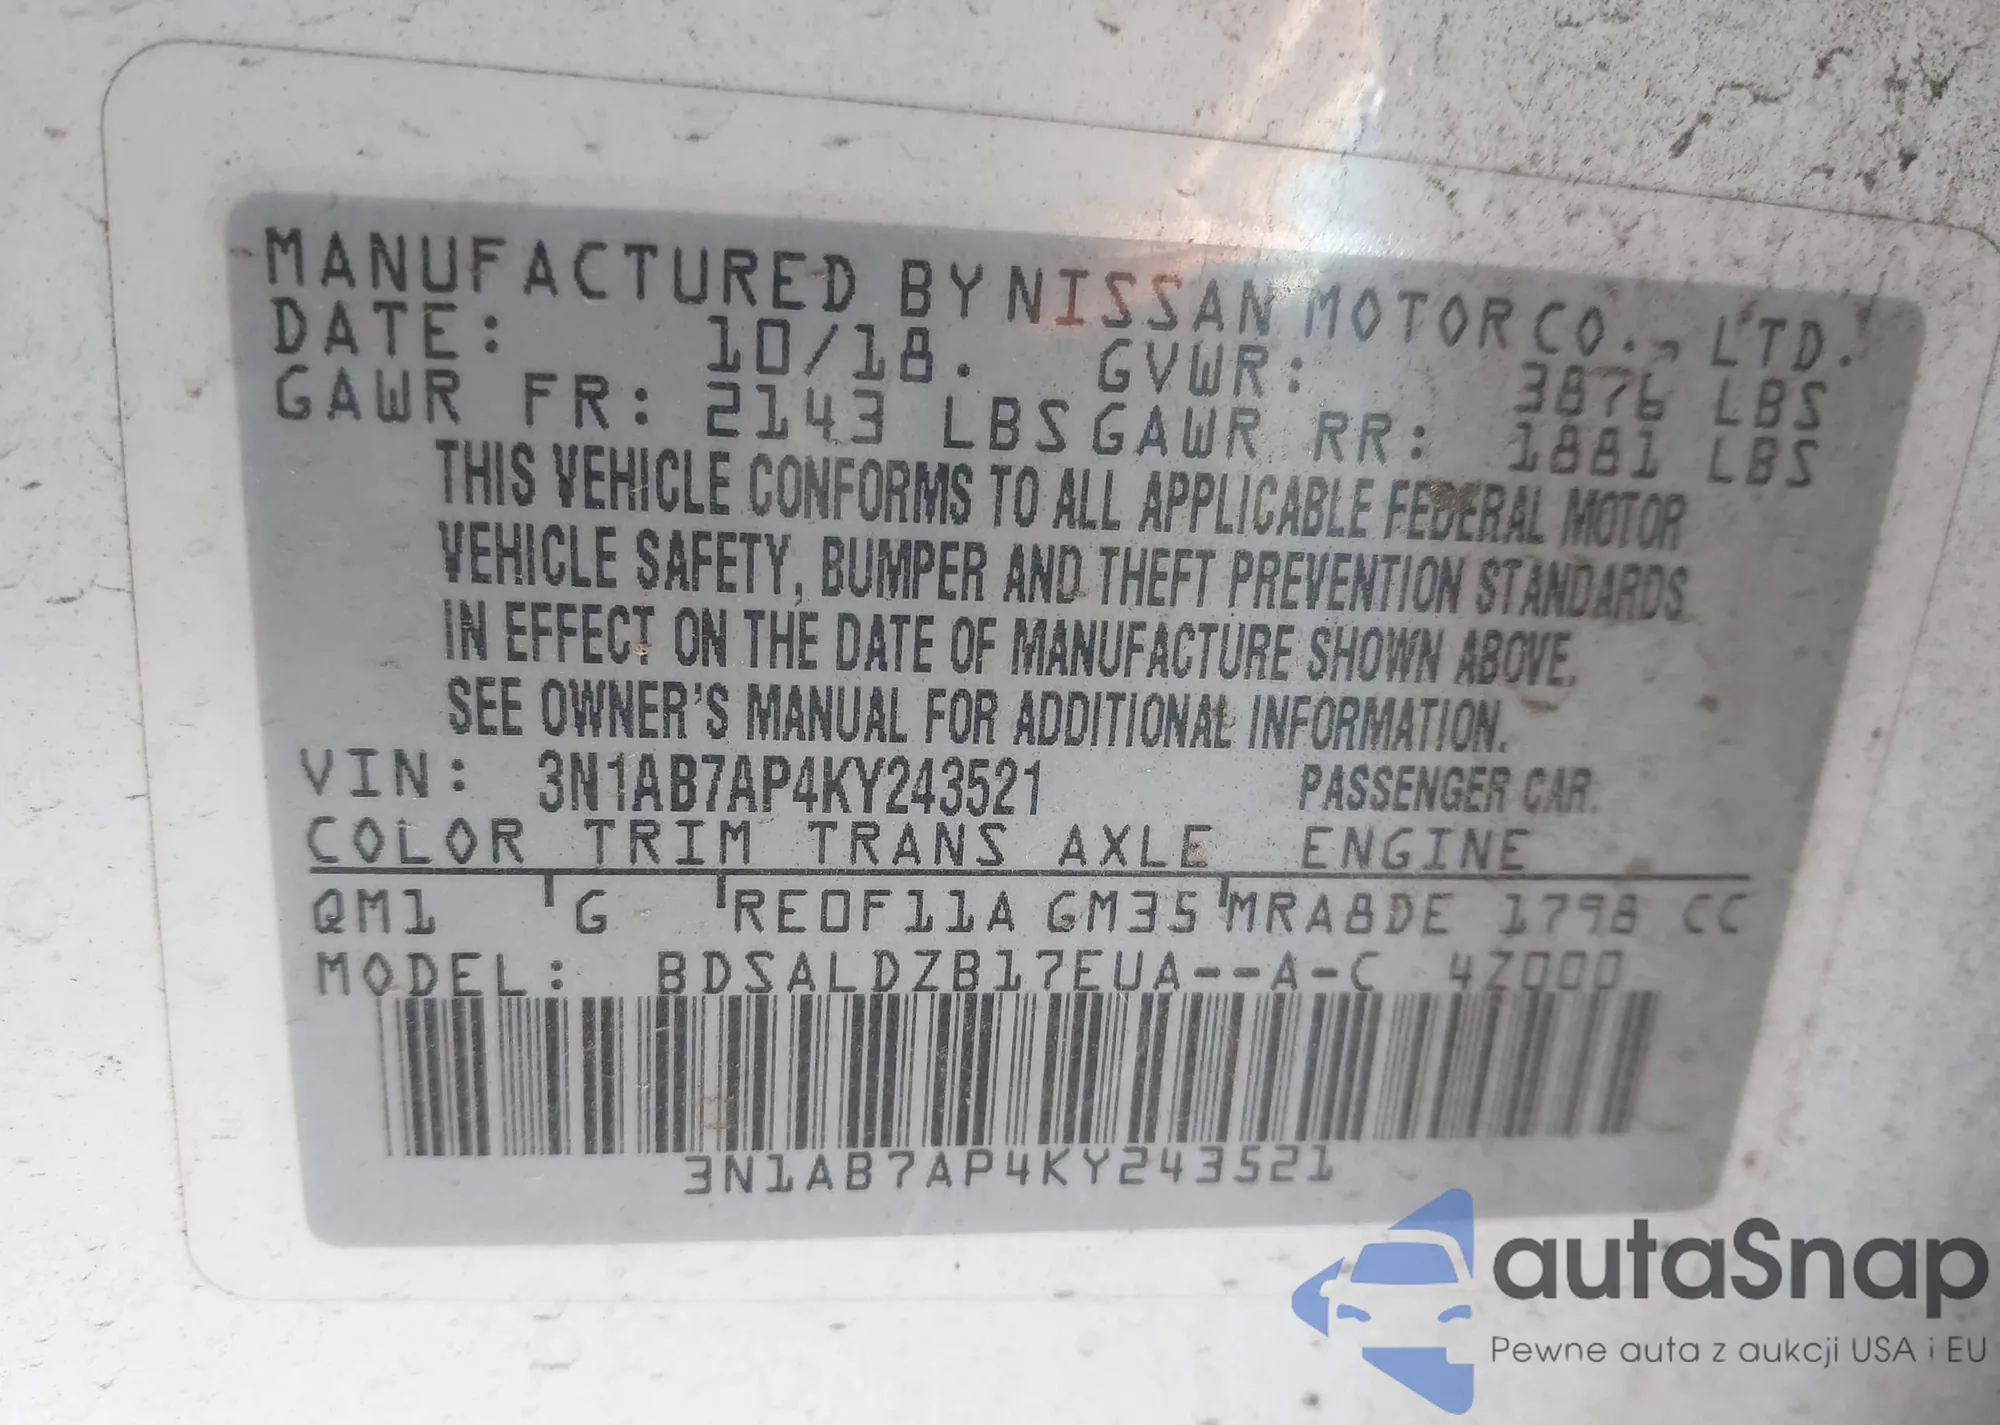 MANUFACTURED BY NISSAN MOTOR CO., LTD.
DATE: 10/18. GVWR: 3876 LBS
GAWR FR: 2143 LBS GAWR RR: 1881 LBS
THIS VEHICLE CONFORMS TO ALL APPLICABLE FEDERAL MOTOR
VEHICLE SAFETY, BUMPER AND THEFT PREVENTION STANDARDS
IN EFFECT ON THE DATE OF MANUFACTURE SHOWN ABOVE.
SEE OWNER'S MANUAL FOR ADDITIONAL INFORMATION.
VIN: 3N1AB7AP4KY243521 PASSENGER CAR.
COLOR TRIM TRANS AXLE ENGINE
QM1 G RE0F11A GM35 MRA8DE 1798 CC
MODEL: BDSALDZB17EUA--A-C 4Z000
3N1AB7AP4KY243521
autaSnap
Pewne auta z aukcji USA i EU